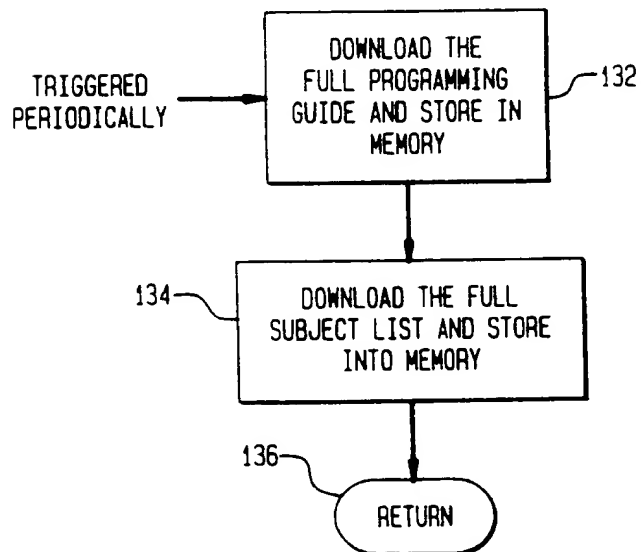 TRIGGERED
PERIODICALLY
DOWNLOAD THE
FULL PROGRAMMING
GUIDE AND STORE IN
MEMORY
132
134
DOWNLOAD THE FULL
SUBJECT LIST AND STORE
INTO MEMORY
136
RETURN